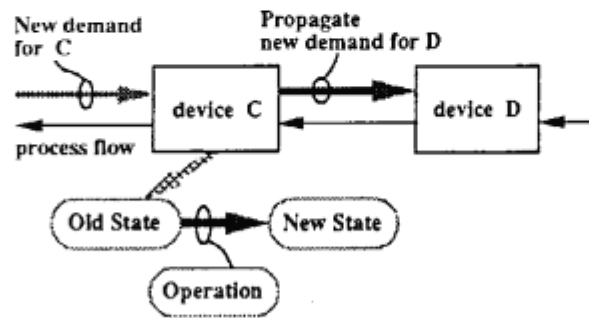 New demand
for C
Propagate
new demand for D
device C
device D
process flow
Old State
New State
Operation